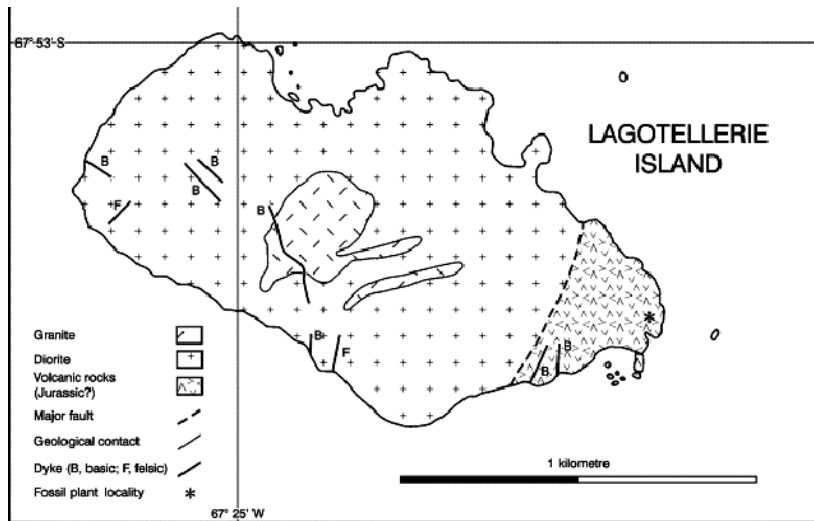 67° 53' S
LAGOTELLERIE
ISLAND
B
B
B
F
B
B
F
B
B
Granite
Diorite
Volcanic rocks
(Jurassic?)
Major fault
Geological contact
Dyke (B, basic; F, felsic)
Fossil plant locality
1 kilometre
67° 25' W